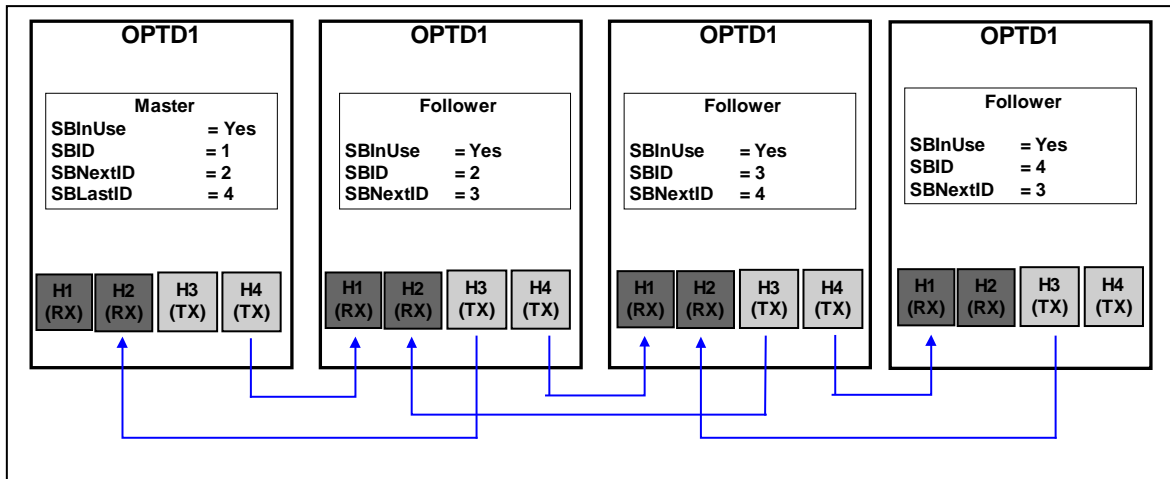 OPTD1
Master
SBInUse = Yes
SBID = 1
SBNextID = 2
SBLastID = 4
H1 (RX)
H2 (RX)
H3 (TX)
H4 (TX)
OPTD1
Follower
SBInUse = Yes
SBID = 2
SBNextID = 3
H1 (RX)
H2 (RX)
H3 (TX)
H4 (TX)
OPTD1
Follower
SBInUse = Yes
SBID = 3
SBNextID = 4
H1 (RX)
H2 (RX)
H3 (TX)
H4 (TX)
OPTD1
Follower
SBInUse = Yes
SBID = 4
SBNextID = 3
H1 (RX)
H2 (RX)
H3 (TX)
H4 (TX)